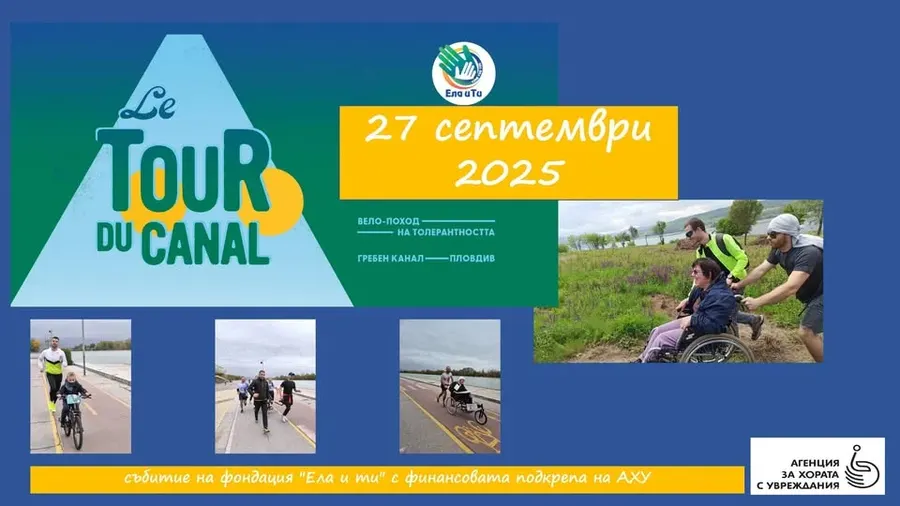 Le
TOUR
DU CANAL
Ела и Ти
27 септември
2025
ВЕЛО-ПОХОД
НА ТОЛЕРАНТНОСТТА
ГРЕБЕН КАНАЛ ПЛОВДИВ
събитие на фондация "Ела и ти" с финансовата подкрепа на АХУ
АГЕНЦИЯ
ЗА ХОРАТА
С УВРЕЖДАНИЯ